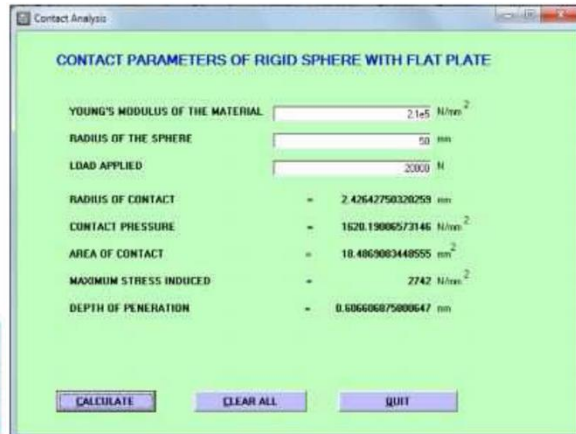 Contact Analysis
CONTACT PARAMETERS OF RIGID SPHERE WITH FLAT PLATE
YOUNG'S MODULUS OF THE MATERIAL 2.1e5 N/mm²
RADIUS OF THE SPHERE 50 mm
LOAD APPLIED 20000 N
RADIUS OF CONTACT = 2.42642750320259 mm
CONTACT PRESSURE = 1620.19006573146 N/mm²
AREA OF CONTACT = 18.4869083448555 mm²
MAXIMUM STRESS INDUCED = 2742 N/mm²
DEPTH OF PENERATION = 0.606606875800647 mm
CALCULATE CLEAR ALL QUIT